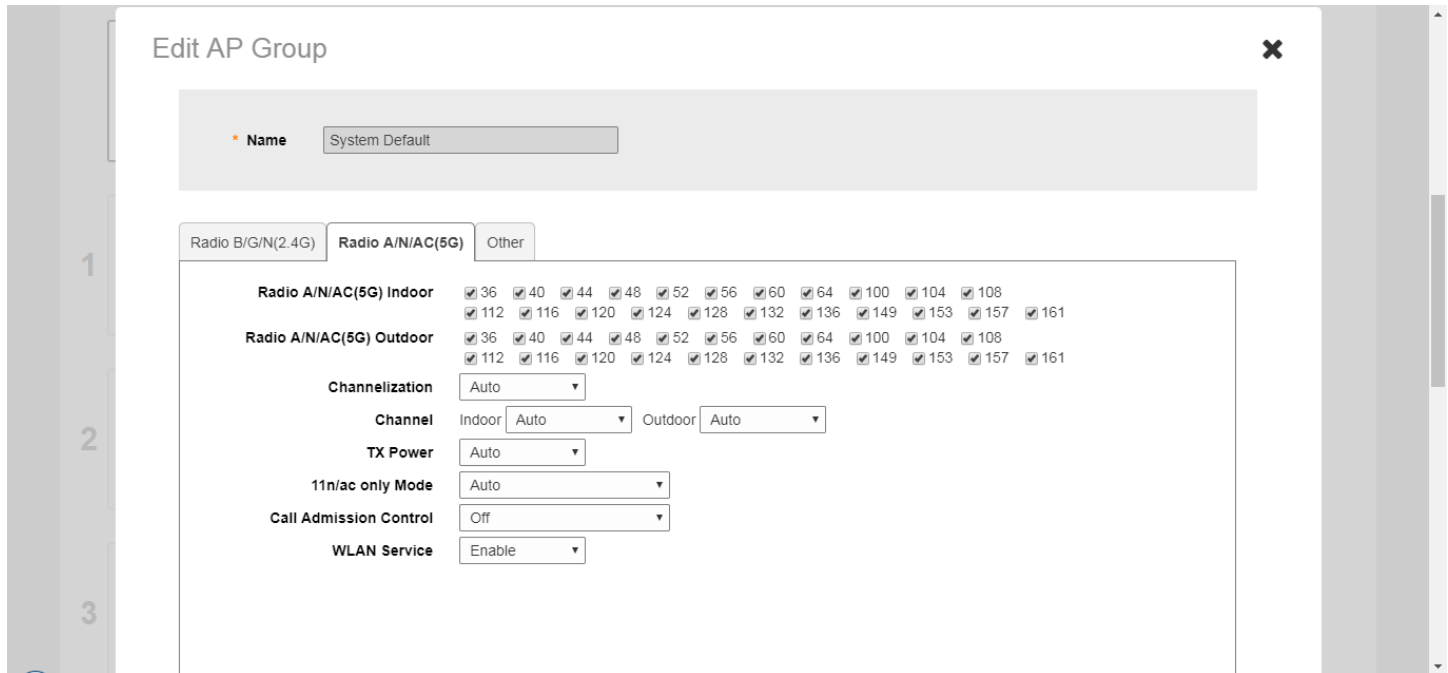 Edit AP Group
* Name System Default
Radio B/G/N(2.4G) Radio A/N/AC(5G) Other
1
Radio A/N/AC(5G) Indoor 36 40 44 48 52 56 60 64 100 104 108
112 116 120 124 128 132 136 149 153 157 161
Radio A/N/AC(5G) Outdoor 36 40 44 48 52 56 60 64 100 104 108
112 116 120 124 128 132 136 149 153 157 161
Channelization Auto
Channel Indoor Auto Outdoor Auto
2
TX Power Auto
11n/ac only Mode Auto
Call Admission Control Off
WLAN Service Enable
3